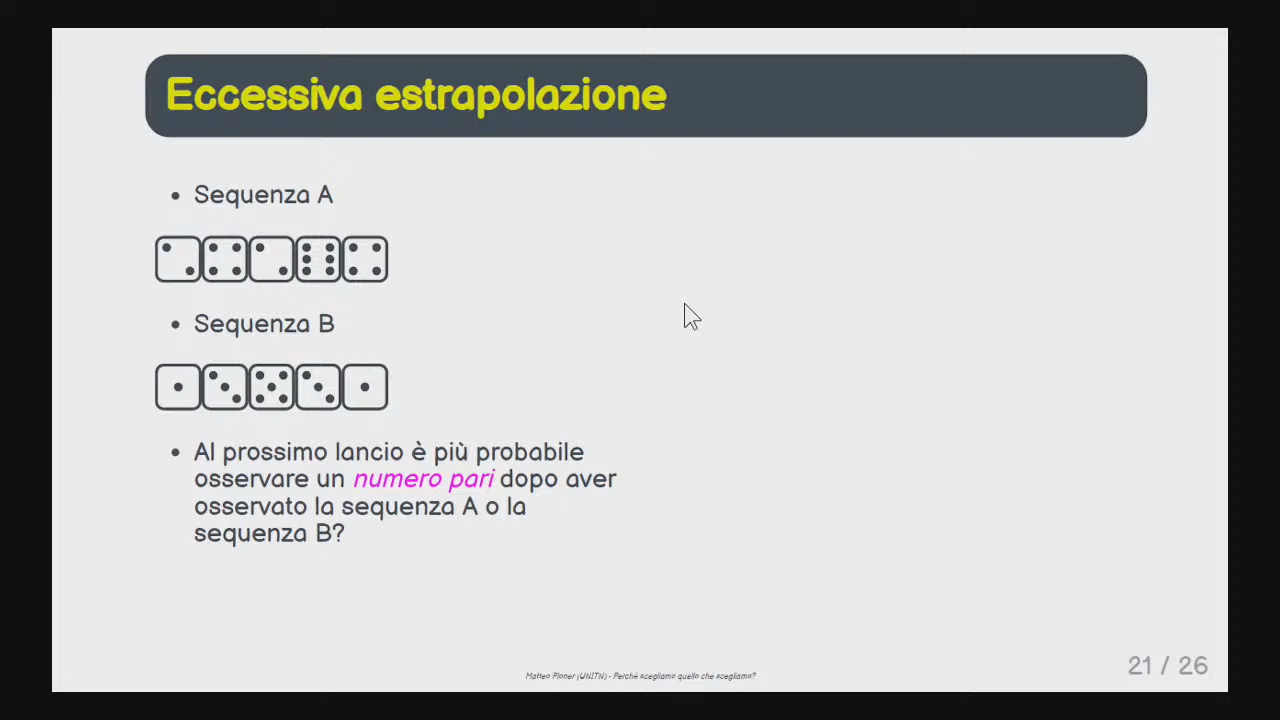 Eccessiva estrapolazione
• Sequenza A
• Sequenza B
• Al prossimo lancio è più probabile
osservare un numero pari dopo aver
osservato la sequenza A o la
sequenza B?
Matteo Ploner (UNITN) - Perchè scegliamo quello che scegliamo?
21 / 26